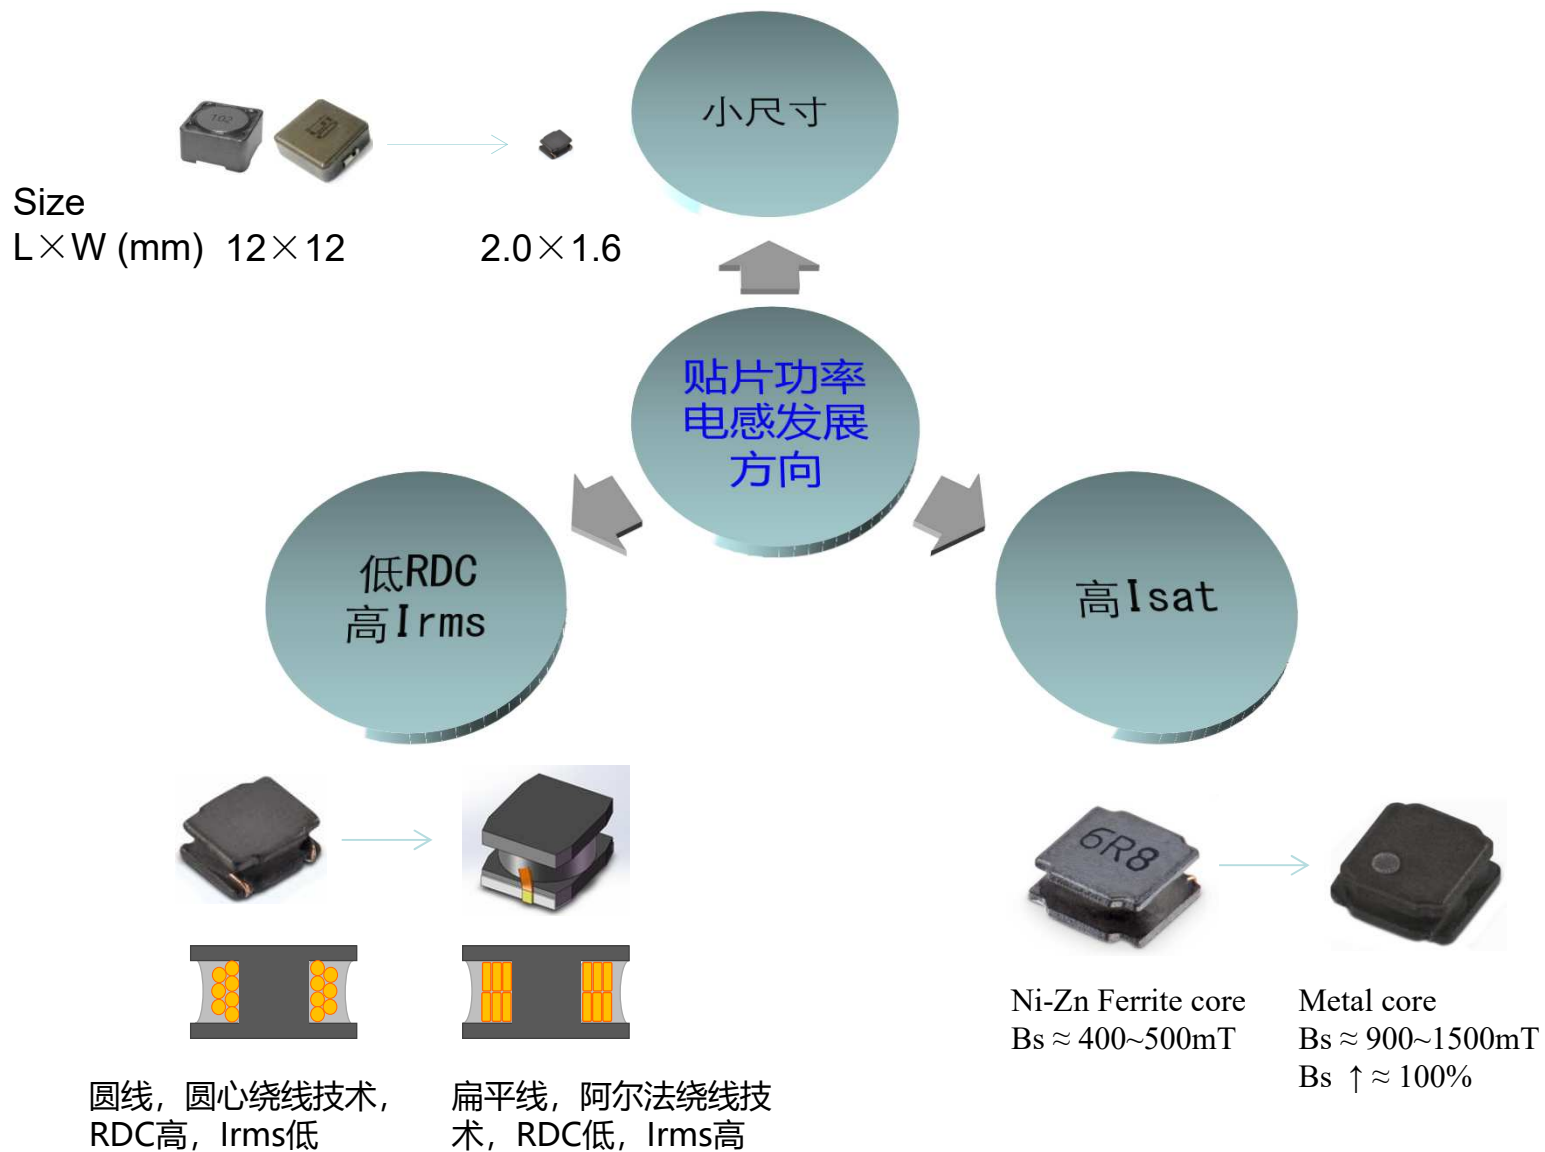 小尺寸
102
Size
L×W (mm) 12×12 2.0×1.6
贴片功率
电感发展
方向
低RDC
高Irms
高Isat
6R8
Ni-Zn Ferrite core
Bs ≈ 400~500mT
Metal core
Bs ≈ 900~1500mT
Bs ↑ ≈ 100%
圆线，圆心绕线技术，
RDC高，Irms低
扁平线，阿尔法绕线技
术，RDC低，Irms高